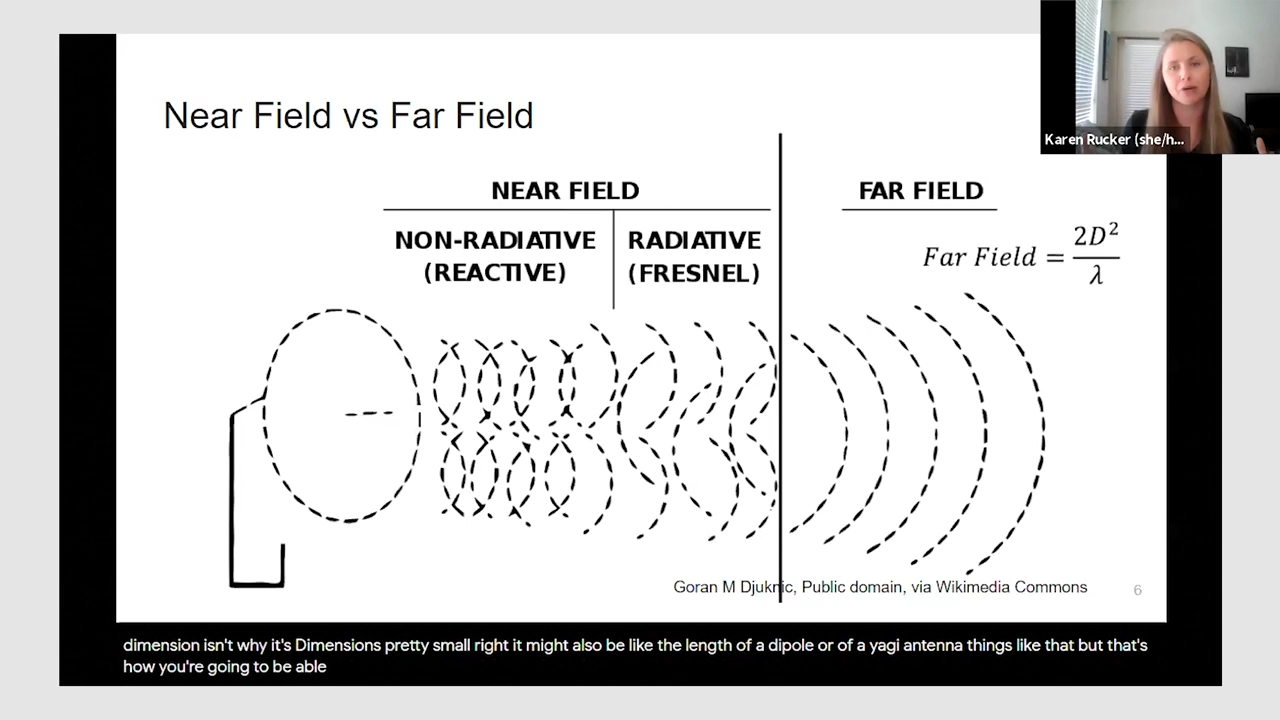 Near Field vs Far Field
NEAR FIELD
NON-RADIATIVE
(REACTIVE)
RADIATIVE
(FRESNEL)
FAR FIELD
Far Field = 2D²/λ
Goran M Djuknic, Public domain, via Wikimedia Commons
6
Karen Rucker (she/h...
dimension isn't why it's Dimensions pretty small right it might also be like the length of a dipole or of a yagi antenna things like that but that's
how you're going to be able